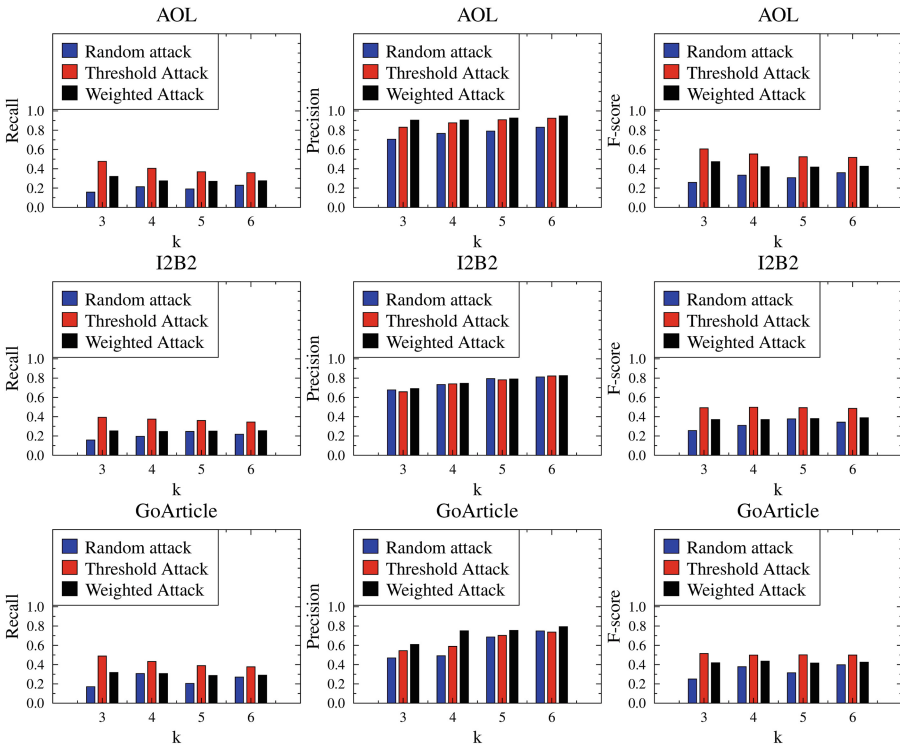 AOL
Random attack
Threshold Attack
Weighted Attack
Recall
1.0
0.8
0.6
0.4
0.2
0.0
3 4 5 6
k
AOL
Random attack
Threshold Attack
Weighted Attack
Precision
1.0
0.8
0.6
0.4
0.2
0.0
3 4 5 6
k
AOL
Random attack
Threshold Attack
Weighted Attack
F-score
1.0
0.8
0.6
0.4
0.2
0.0
3 4 5 6
k
I2B2
Random attack
Threshold Attack
Weighted Attack
Recall
1.0
0.8
0.6
0.4
0.2
0.0
3 4 5 6
k
I2B2
Random attack
Threshold Attack
Weighted Attack
Precision
1.0
0.8
0.6
0.4
0.2
0.0
3 4 5 6
k
I2B2
Random attack
Threshold Attack
Weighted Attack
F-score
1.0
0.8
0.6
0.4
0.2
0.0
3 4 5 6
k
GoArticle
Random attack
Threshold Attack
Weighted Attack
Recall
1.0
0.8
0.6
0.4
0.2
0.0
3 4 5 6
k
GoArticle
Random attack
Threshold Attack
Weighted Attack
Precision
1.0
0.8
0.6
0.4
0.2
0.0
3 4 5 6
k
GoArticle
Random attack
Threshold Attack
Weighted Attack
F-score
1.0
0.8
0.6
0.4
0.2
0.0
3 4 5 6
k